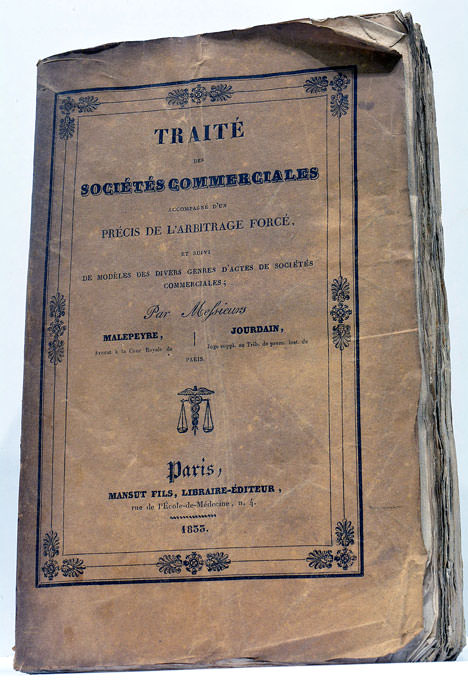 TRAITÉ
DES
SOCIÉTÉS COMMERCIALES
ACCOMPAGNÉ D'UN
PRÉCIS DE L'ARBITRAGE FORCÉ,
ET SUIVI
DE MODÈLES DES DIVERS GENRES D'ACTES DE SOCIÉTÉS
COMMERCIALES;
Par Messieurs
MALEPEYRE, JOURDAIN,
Avocat à la Cour Royale de Juge suppl. au Trib. de prem. inst. de
PARIS.
Paris,
MANSUT FILS, LIBRAIRE-ÉDITEUR,
rue de l'École-de-Médecine, n. 4.
1833.